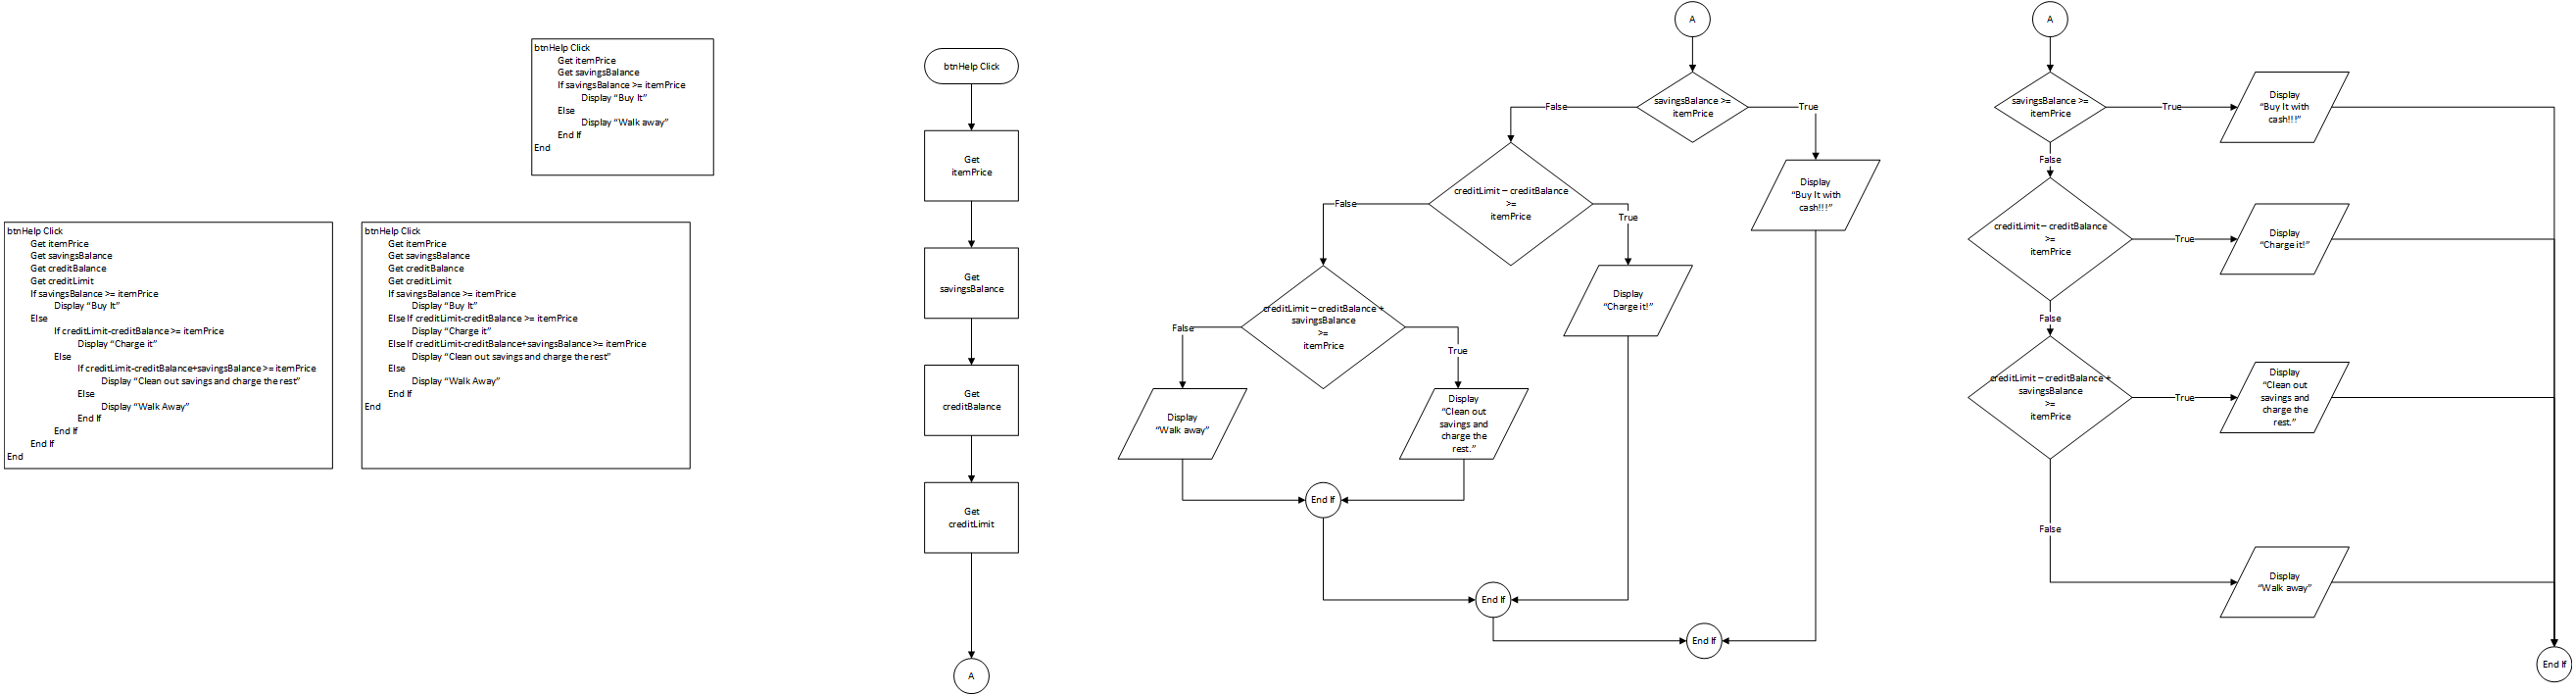 btnHelp Click
Get itemPrice
Get savingsBalance
If savingsBalance >= itemPrice
Display “Buy It”
Else
Display “Walk away”
End If
End
btnHelp Click
Get itemPrice
Get savingsBalance
Get creditBalance
Get creditLimit
If savingsBalance >= itemPrice
Display “Buy It”
Else
If creditLimit-creditBalance >= itemPrice
Display “Charge it”
Else
If creditLimit-creditBalance+savingsBalance >= itemPrice
Display “Clean out savings and charge the rest”
Else
Display “Walk Away”
End If
End If
End If
End
btnHelp Click
Get itemPrice
Get savingsBalance
Get creditBalance
Get creditLimit
If savingsBalance >= itemPrice
Display “Buy It”
Else If creditLimit-creditBalance >= itemPrice
Display “Charge it”
Else If creditLimit-creditBalance+savingsBalance >= itemPrice
Display “Clean out savings and charge the rest”
Else
Display “Walk Away”
End If
End
btnHelp Click
Get
itemPrice
Get
savingsBalance
Get
creditBalance
Get
creditLimit
A
A
savingsBalance >=
itemPrice
False
True
Display
“Buy It with
cash!!!”
creditLimit – creditBalance
>=
itemPrice
False
True
Display
“Charge it!”
creditLimit – creditBalance +
savingsBalance
>=
itemPrice
False
True
Display
“Walk away”
Display
“Clean out
savings and
charge the
rest.”
End If
End If
End If
A
savingsBalance >=
itemPrice
True
Display
“Buy It with
cash!!!”
False
creditLimit – creditBalance
>=
itemPrice
True
Display
“Charge it!”
False
creditLimit – creditBalance +
savingsBalance
>=
itemPrice
True
Display
“Clean out
savings and
charge the
rest.”
False
Display
“Walk away”
End If